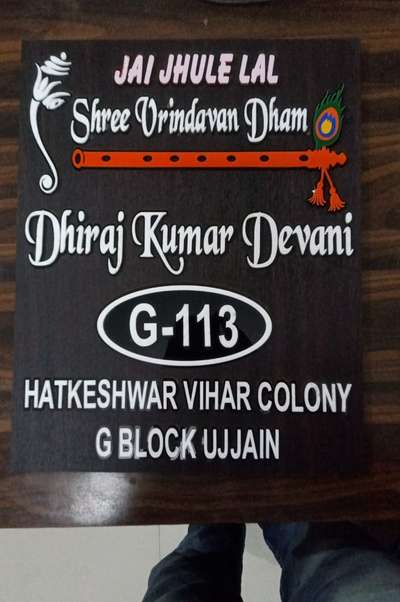 JAI JHULE LAL
Shree Vrindavan Dham
Dhiraj Kumar Devani
G-113
HATKESHWAR VIHAR COLONY
G BLOCK UJJAIN